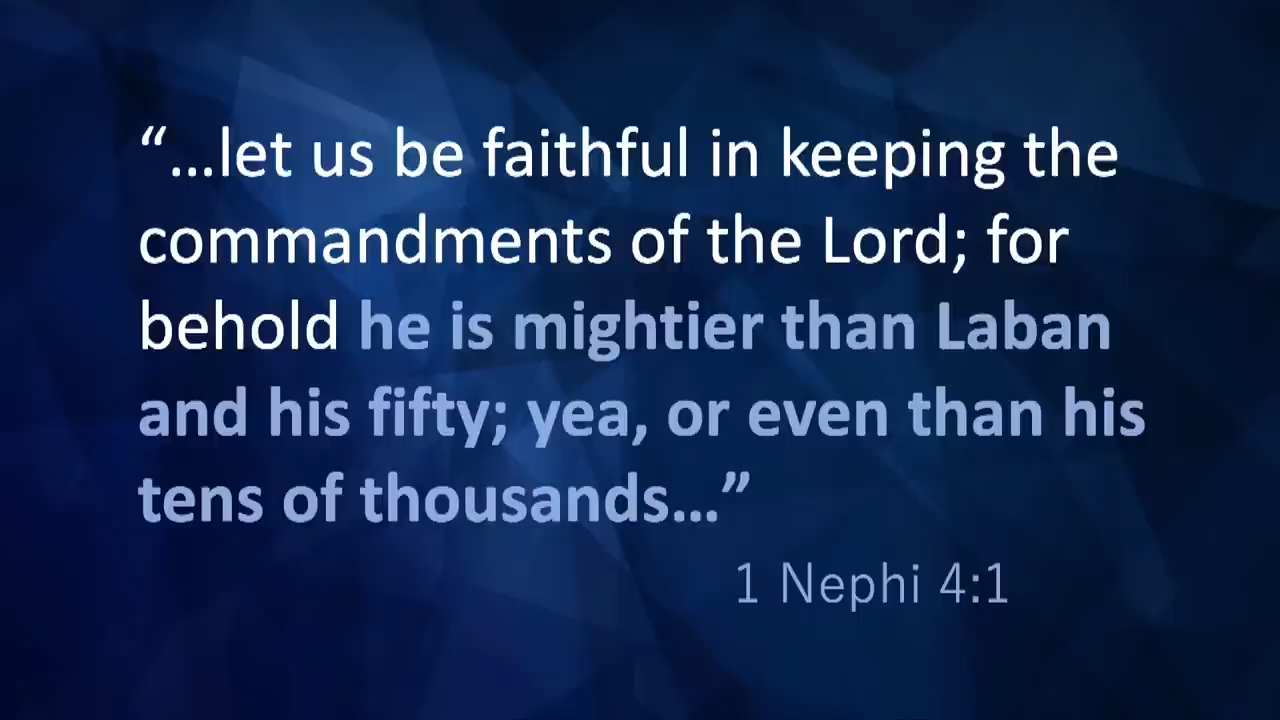 “…let us be faithful in keeping the
commandments of the Lord; for
behold he is mightier than Laban
and his fifty; yea, or even than his
tens of thousands…”
1 Nephi 4:1